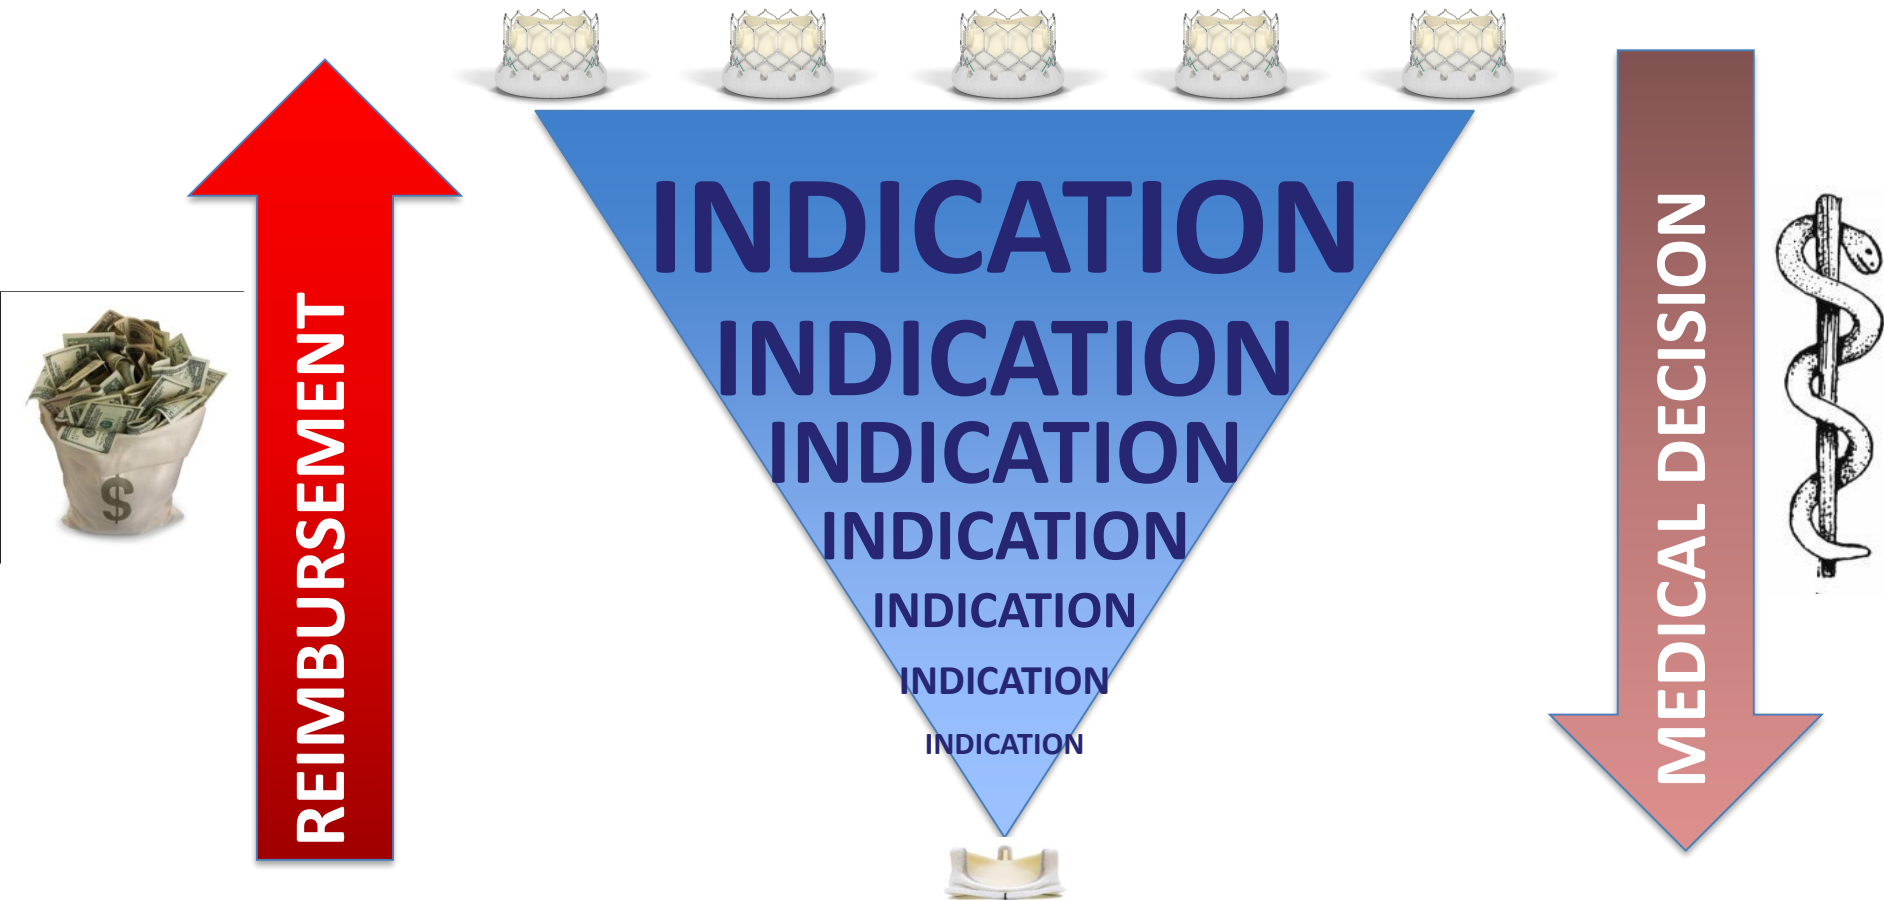 REIMBURSEMENT
$
INDICATION
INDICATION
INDICATION
INDICATION
INDICATION
INDICATION
INDICATION
MEDICAL DECISION